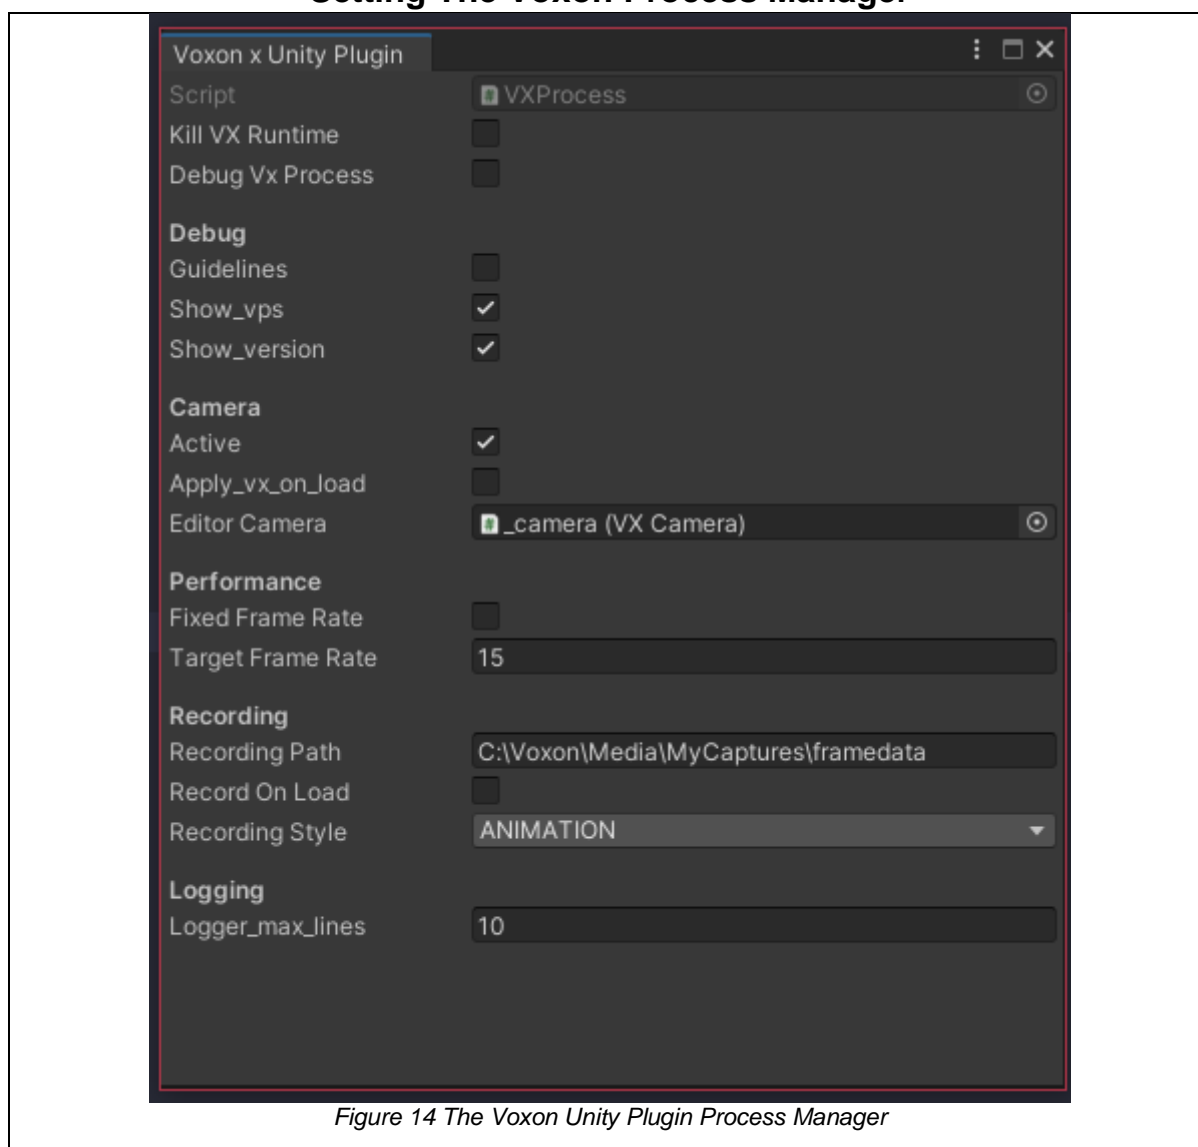 Setting The Voxon Process Manager
Voxon x Unity Plugin
Script VXProcess
Kill VX Runtime
Debug Vx Process
Debug
Guidelines
Show_vps
Show_version
Camera
Active
Apply_vx_on_load
Editor Camera _camera (VX Camera)
Performance
Fixed Frame Rate
Target Frame Rate 15
Recording
Recording Path C:\Voxon\Media\MyCaptures\framedata
Record On Load
Recording Style ANIMATION
Logging
Logger_max_lines 10
Figure 14 The Voxon Unity Plugin Process Manager